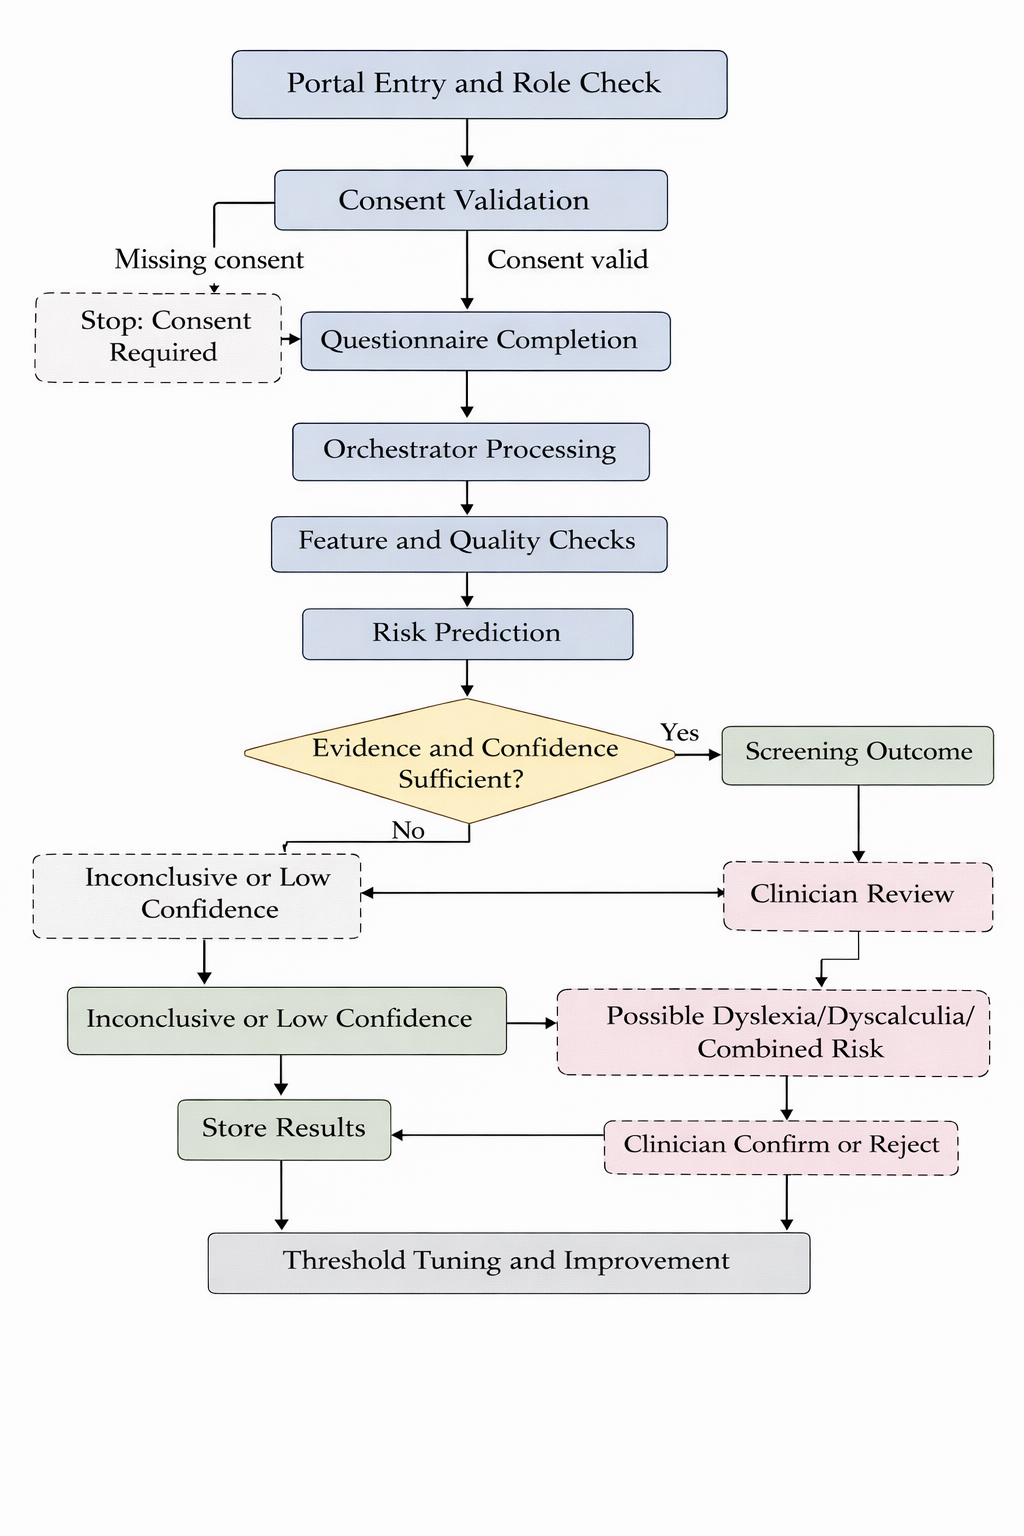 Portal Entry and Role Check
Consent Validation
Missing consent
Consent valid
Stop: Consent
Required
Questionnaire Completion
Orchestrator Processing
Feature and Quality Checks
Risk Prediction
Evidence and Confidence
Sufficient?
Yes
Screening Outcome
No
Inconclusive or Low
Confidence
Clinician Review
Inconclusive or Low Confidence
Possible Dyslexia/Dyscalculia/
Combined Risk
Store Results
Clinician Confirm or Reject
Threshold Tuning and Improvement